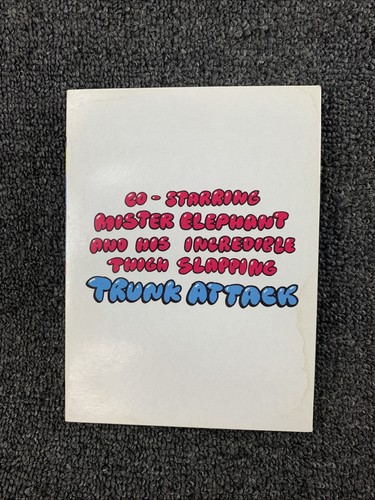 CO-STARRING
MISTER ELEPHANT
AND HIS INCREDIBLE
THIGH SLAPPING
TRUNK ATTACK